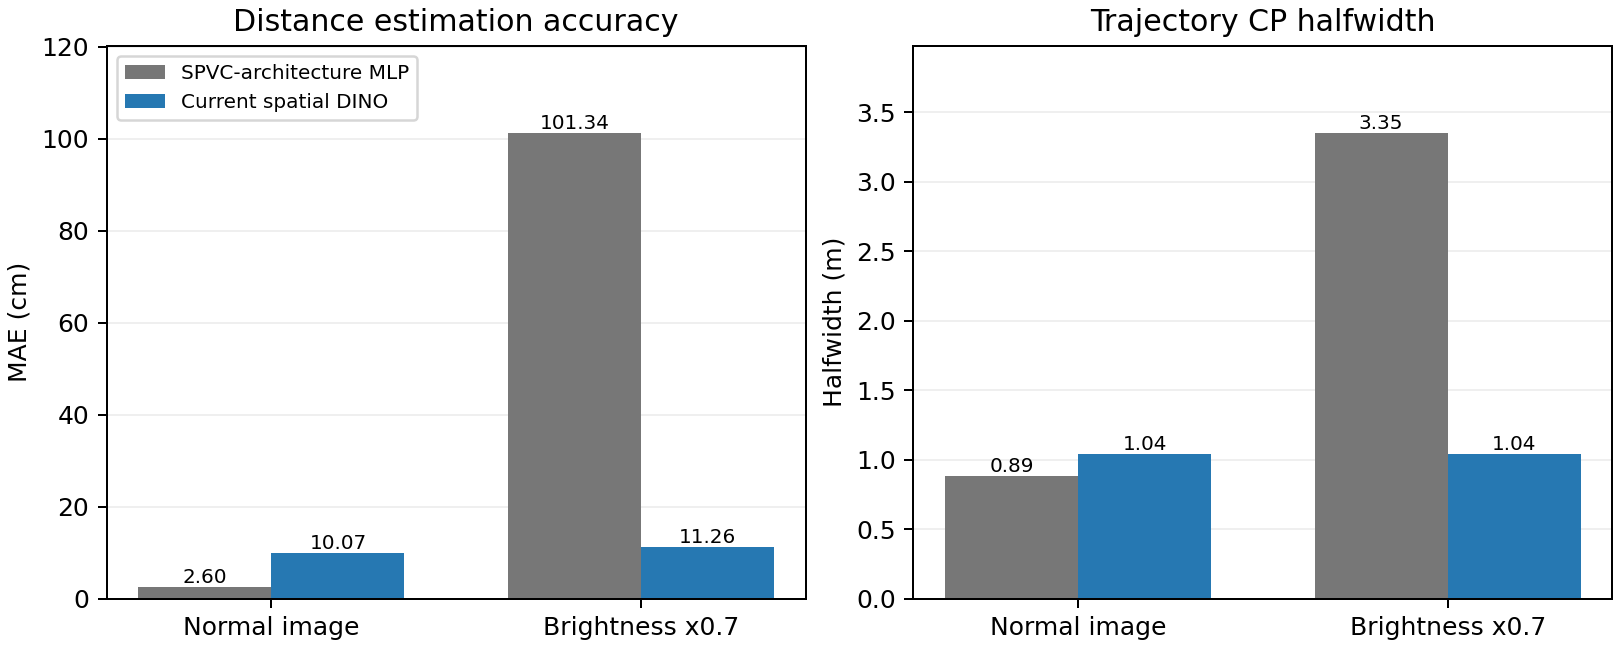 Distance estimation accuracy
MAE (cm)
120
100
80
60
40
20
0
SPVC-architecture MLP
Current spatial DINO
2.60
10.07
101.34
11.26
Normal image
Brightness x0.7
Trajectory CP halfwidth
Halfwidth (m)
3.5
3.0
2.5
2.0
1.5
1.0
0.5
0.0
0.89
1.04
3.35
1.04
Normal image
Brightness x0.7